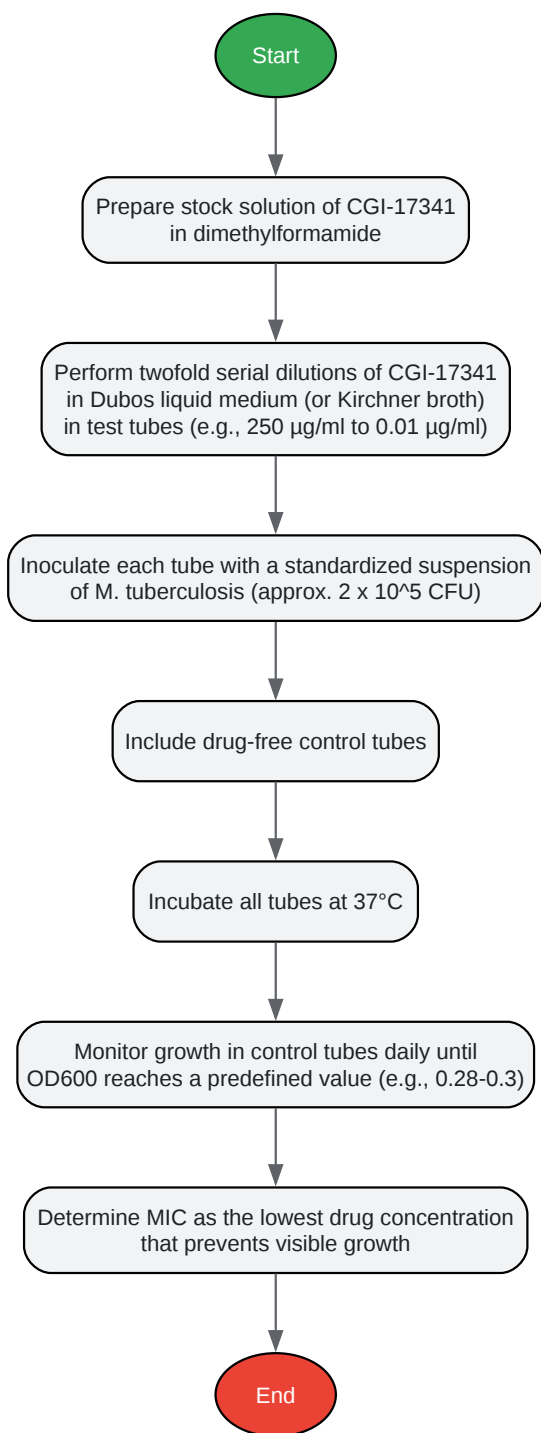 Start
Prepare stock solution of CGI-17341
in dimethylformamide
Perform twofold serial dilutions of CGI-17341
in Dubos liquid medium (or Kirchner broth)
in test tubes (e.g., 250 µg/ml to 0.01 µg/ml)
Inoculate each tube with a standardized suspension
of M. tuberculosis (approx. 2 x 10^5 CFU)
Include drug-free control tubes
Incubate all tubes at 37°C
Monitor growth in control tubes daily until
OD600 reaches a predefined value (e.g., 0.28-0.3)
Determine MIC as the lowest drug concentration
that prevents visible growth
End